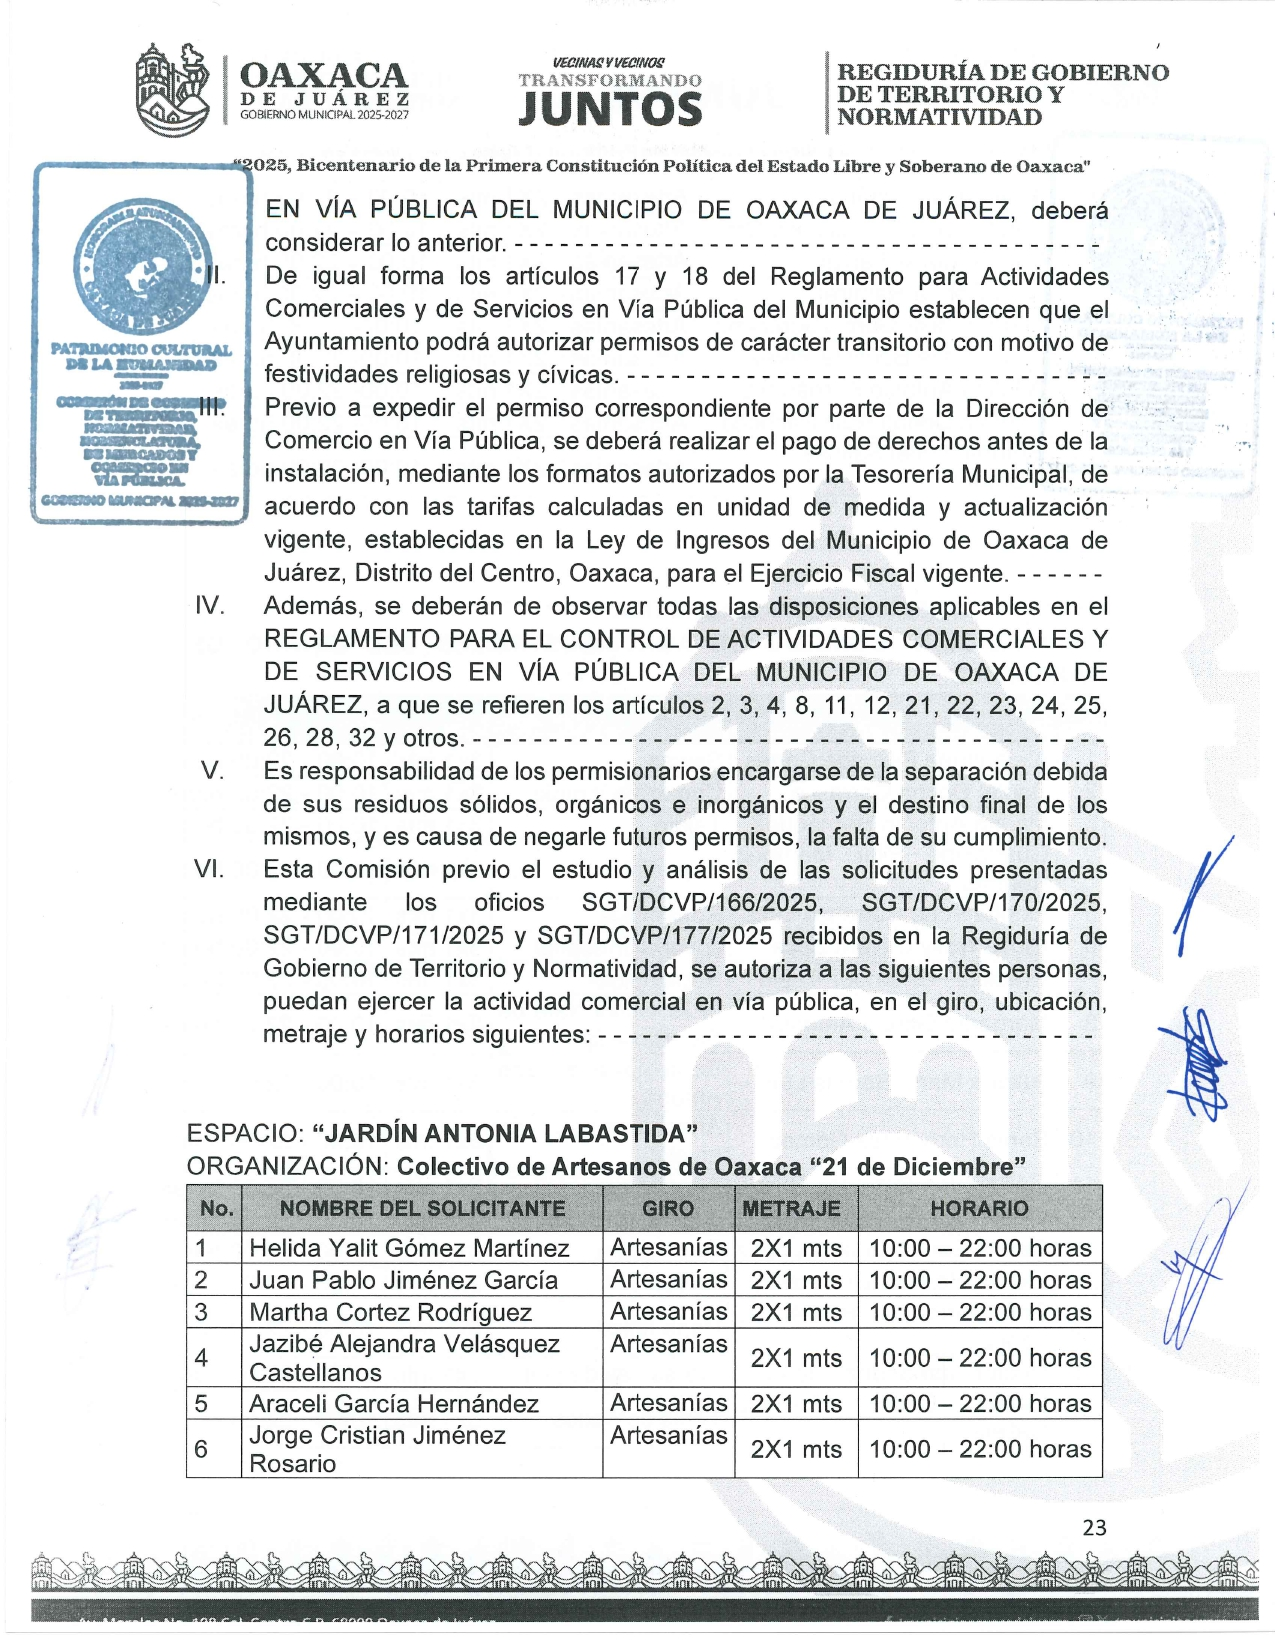 OAXACA
DE JUÁREZ
GOBIERNO MUNICIPAL 2025-2027
VECINAS Y VECINOS
TRANSFORMANDO
JUNTOS
REGIDURÍA DE GOBIERNO
DE TERRITORIO Y
NORMATIVIDAD
"2025, Bicentenario de la Primera Constitución Política del Estado Libre y Soberano de Oaxaca"
PATRIMONIO CULTURAL
DE LA HUMANIDAD
2025-2027
COMISIÓN DE GOBIERNO
DE TERRITORIO,
NORMATIVIDAD,
NOMENCLATURA,
DE MERCADOS Y
COMERCIO EN
VÍA PÚBLICA.
GOBIERNO MUNICIPAL 2025-2027
EN VÍA PÚBLICA DEL MUNICIPIO DE OAXACA DE JUÁREZ, deberá
considerar lo anterior. - - - - - - - - - - - - - - - - - - - - - - - - - - - - - - - - - - - - - - -
II. De igual forma los artículos 17 y 18 del Reglamento para Actividades
Comerciales y de Servicios en Vía Pública del Municipio establecen que el
Ayuntamiento podrá autorizar permisos de carácter transitorio con motivo de
festividades religiosas y cívicas. - - - - - - - - - - - - - - - - - - - - - - - - - - - - - - - -
III. Previo a expedir el permiso correspondiente por parte de la Dirección de
Comercio en Vía Pública, se deberá realizar el pago de derechos antes de la
instalación, mediante los formatos autorizados por la Tesorería Municipal, de
acuerdo con las tarifas calculadas en unidad de medida y actualización
vigente, establecidas en la Ley de Ingresos del Municipio de Oaxaca de
Juárez, Distrito del Centro, Oaxaca, para el Ejercicio Fiscal vigente. - - - - - -
IV. Además, se deberán de observar todas las disposiciones aplicables en el
REGLAMENTO PARA EL CONTROL DE ACTIVIDADES COMERCIALES Y
DE SERVICIOS EN VÍA PÚBLICA DEL MUNICIPIO DE OAXACA DE
JUÁREZ, a que se refieren los artículos 2, 3, 4, 8, 11, 12, 21, 22, 23, 24, 25,
26, 28, 32 y otros. - - - - - - - - - - - - - - - - - - - - - - - - - - - - - - - - - - - - - - - - - -
V. Es responsabilidad de los permisionarios encargarse de la separación debida
de sus residuos sólidos, orgánicos e inorgánicos y el destino final de los
mismos, y es causa de negarle futuros permisos, la falta de su cumplimiento.
VI. Esta Comisión previo el estudio y análisis de las solicitudes presentadas
mediante los oficios SGT/DCVP/166/2025, SGT/DCVP/170/2025,
SGT/DCVP/171/2025 y SGT/DCVP/177/2025 recibidos en la Regiduría de
Gobierno de Territorio y Normatividad, se autoriza a las siguientes personas,
puedan ejercer la actividad comercial en vía pública, en el giro, ubicación,
metraje y horarios siguientes: - - - - - - - - - - - - - - - - - - - - - - - - - - - - - - - - -
ESPACIO: “JARDÍN ANTONIA LABASTIDA”
ORGANIZACIÓN: Colectivo de Artesanos de Oaxaca “21 de Diciembre”
No. NOMBRE DEL SOLICITANTE GIRO METRAJE HORARIO
1 Helida Yalit Gómez Martínez Artesanías 2X1 mts 10:00 – 22:00 horas
2 Juan Pablo Jiménez García Artesanías 2X1 mts 10:00 – 22:00 horas
3 Martha Cortez Rodríguez Artesanías 2X1 mts 10:00 – 22:00 horas
4 Jazibé Alejandra Velásquez Castellanos Artesanías 2X1 mts 10:00 – 22:00 horas
5 Araceli García Hernández Artesanías 2X1 mts 10:00 – 22:00 horas
6 Jorge Cristian Jiménez Rosario Artesanías 2X1 mts 10:00 – 22:00 horas
23